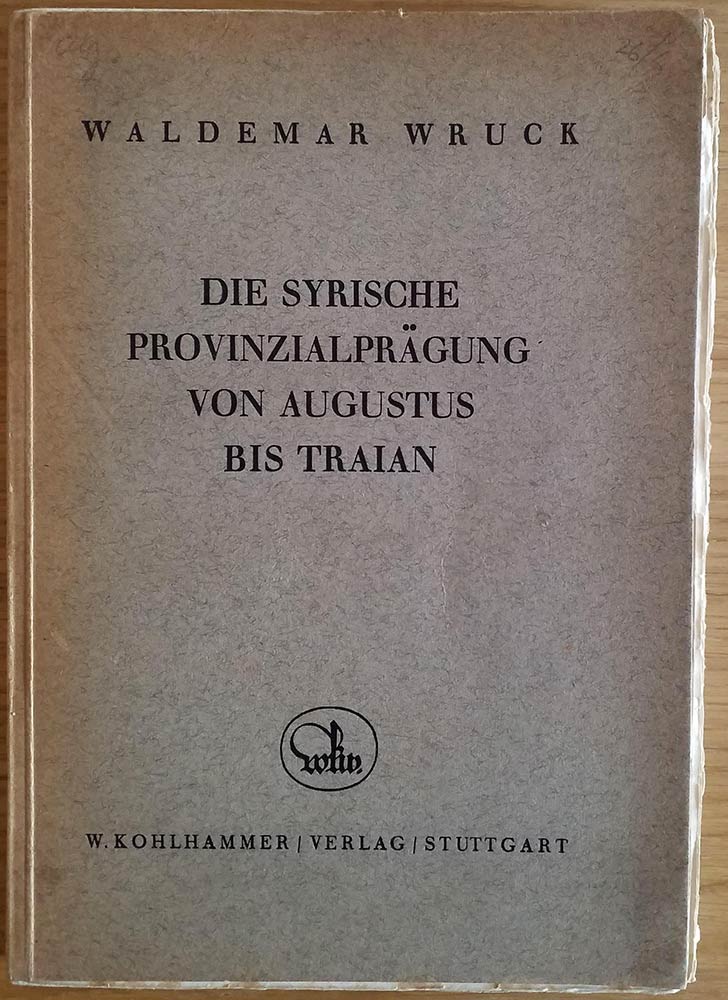 WALDEMAR WRUCK
DIE SYRISCHE
PROVINZIALPRÄGUNG
VON AUGUSTUS
BIS TRAIAN
W. KOHLHAMMER / VERLAG / STUTTGART